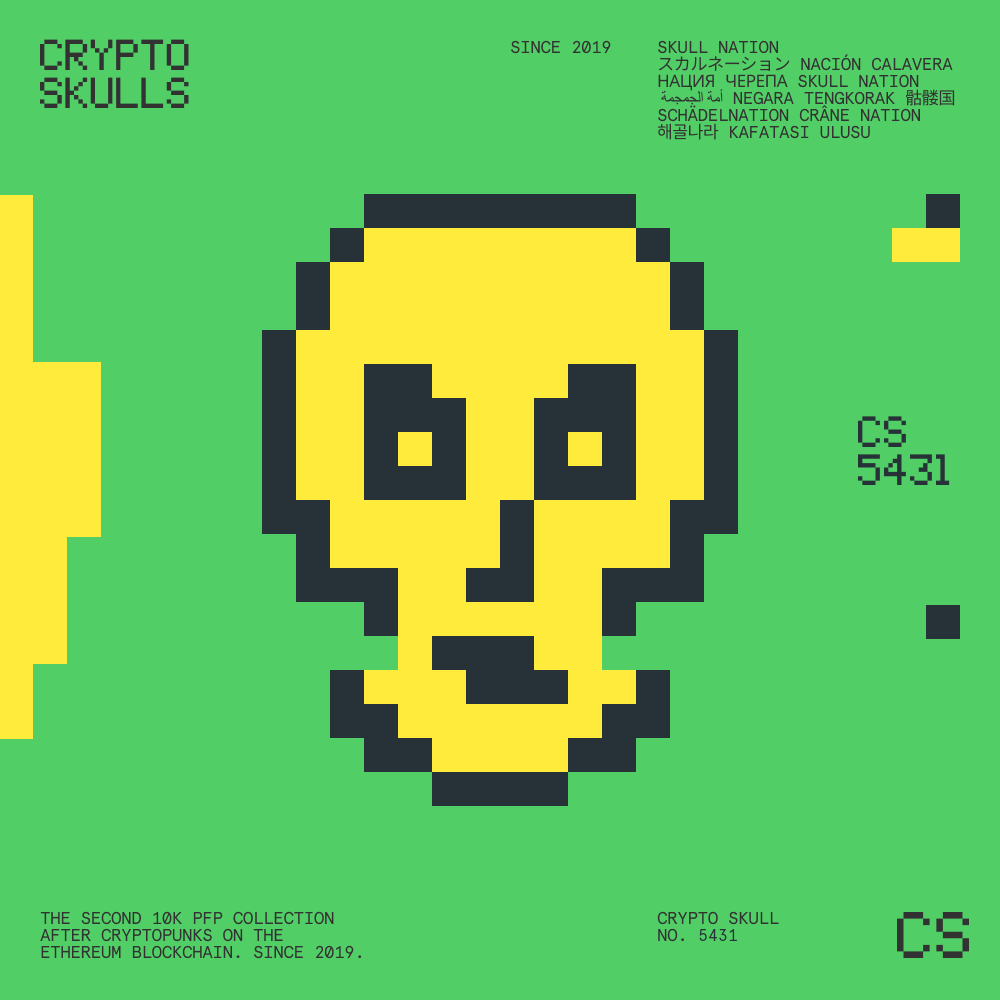 CRYPTO
SKULLS
SINCE 2019
SKULL NATION
スカルネーション NACIÓN CALAVERA
НАЦИЯ ЧЕРЕПА SKULL NATION
أمة الجمجمة NEGARA TENGKORAK 骷髅国
SCHÄDELNATION CRÂNE NATION
해골나라 KAFATASI ULUSU
CS
5431
THE SECOND 10K PFP COLLECTION
AFTER CRYPTOPUNKS ON THE
ETHEREUM BLOCKCHAIN. SINCE 2019.
CRYPTO SKULL
NO. 5431
CS